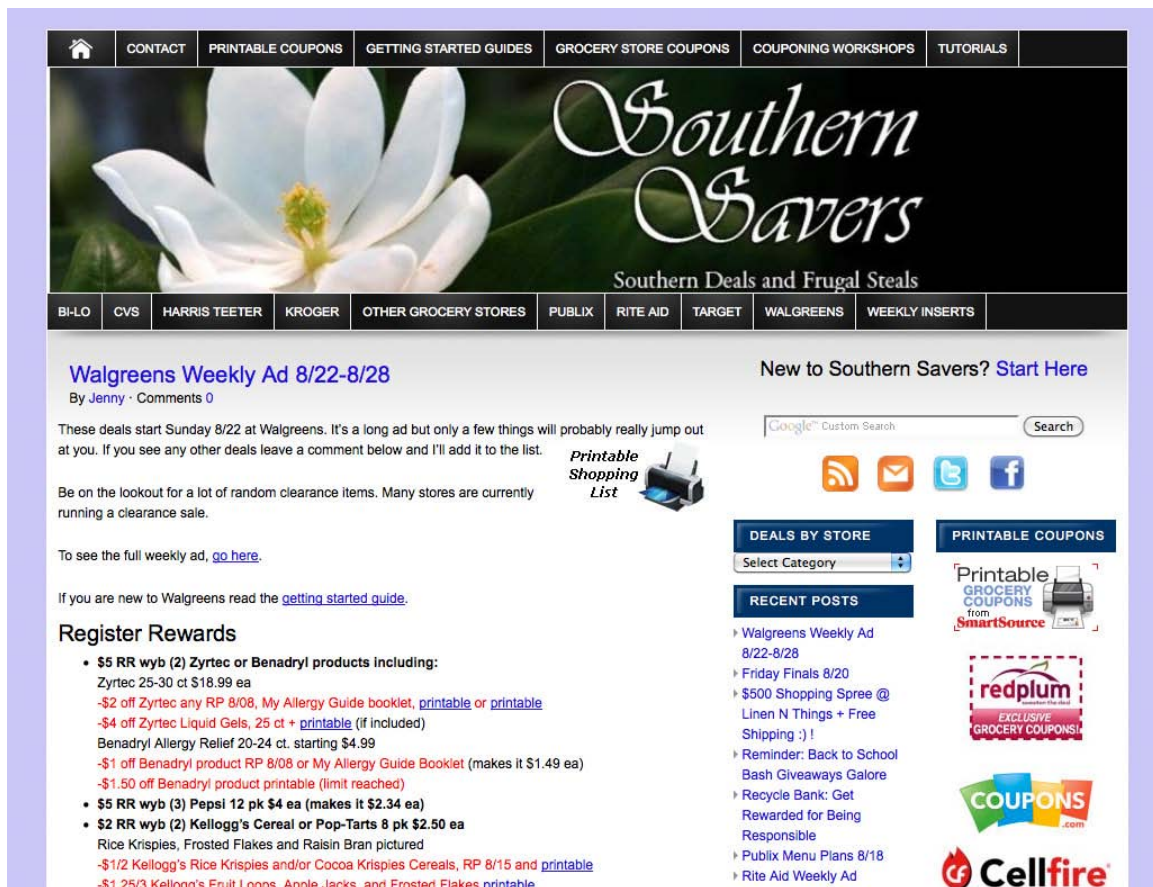 CONTACT PRINTABLE COUPONS GETTING STARTED GUIDES GROCERY STORE COUPONS COUPONING WORKSHOPS TUTORIALS
Southern
Savers
Southern Deals and Frugal Steals
BI-LO CVS HARRIS TEETER KROGER OTHER GROCERY STORES PUBLIX RITE AID TARGET WALGREENS WEEKLY INSERTS
Walgreens Weekly Ad 8/22-8/28
By Jenny · Comments 0
These deals start Sunday 8/22 at Walgreens. It's a long ad but only a few things will probably really jump out
at you. If you see any other deals leave a comment below and I'll add it to the list.
Printable
Shopping
List
Be on the lookout for a lot of random clearance items. Many stores are currently
running a clearance sale.
To see the full weekly ad, go here.
If you are new to Walgreens read the getting started guide.
Register Rewards
• $5 RR wyb (2) Zyrtec or Benadryl products including:
Zyrtec 25-30 ct $18.99 ea
-$2 off Zyrtec any RP 8/08, My Allergy Guide booklet, printable or printable
-$4 off Zyrtec Liquid Gels, 25 ct + printable (if included)
Benadryl Allergy Relief 20-24 ct. starting $4.99
-$1 off Benadryl product RP 8/08 or My Allergy Guide Booklet (makes it $1.49 ea)
-$1.50 off Benadryl product printable (limit reached)
• $5 RR wyb (3) Pepsi 12 pk $4 ea (makes it $2.34 ea)
• $2 RR wyb (2) Kellogg's Cereal or Pop-Tarts 8 pk $2.50 ea
Rice Krispies, Frosted Flakes and Raisin Bran pictured
-$1/2 Kellogg's Rice Krispies and/or Cocoa Krispies Cereals, RP 8/15 and printable
-$1.25/3 Kellogg's Fruit Loops, Apple Jacks, and Frosted Flakes printable
New to Southern Savers? Start Here
Google™ Custom Search Search
DEALS BY STORE
Select Category
RECENT POSTS
Walgreens Weekly Ad
8/22-8/28
Friday Finals 8/20
$500 Shopping Spree @
Linen N Things + Free
Shipping :) !
Reminder: Back to School
Bash Giveaways Galore
Recycle Bank: Get
Rewarded for Being
Responsible
Publix Menu Plans 8/18
Rite Aid Weekly Ad
PRINTABLE COUPONS
Printable
GROCERY
COUPONS
from
SmartSource
redplum
EXCLUSIVE
GROCERY COUPONS!
COUPONS
.com
Cellfire